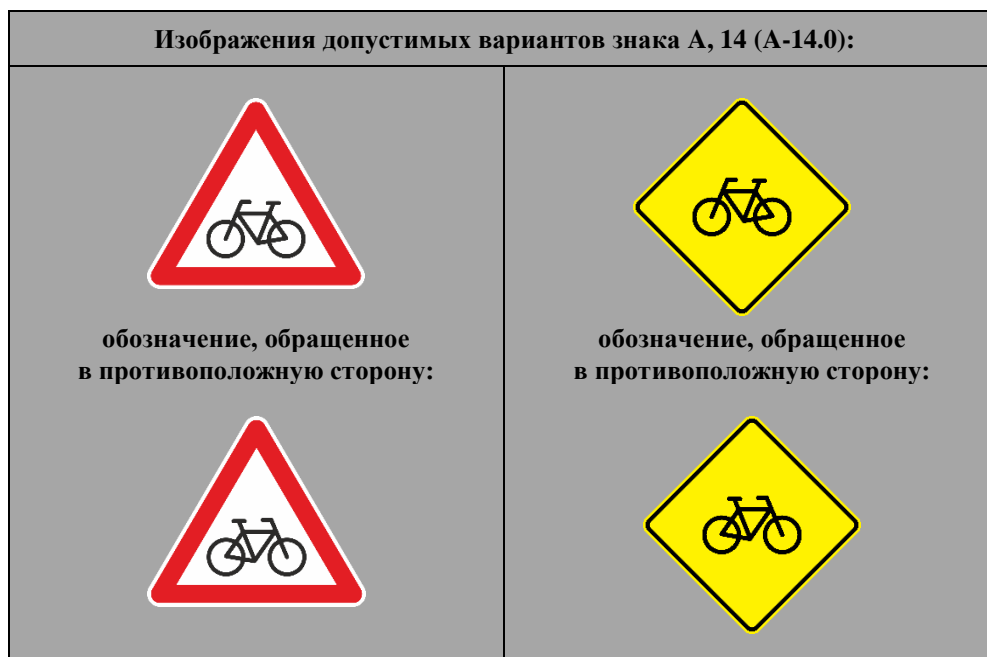 Изображения допустимых вариантов знака A, 14 (A-14.0):
обозначение, обращенное
в противоположную сторону:
обозначение, обращенное
в противоположную сторону: